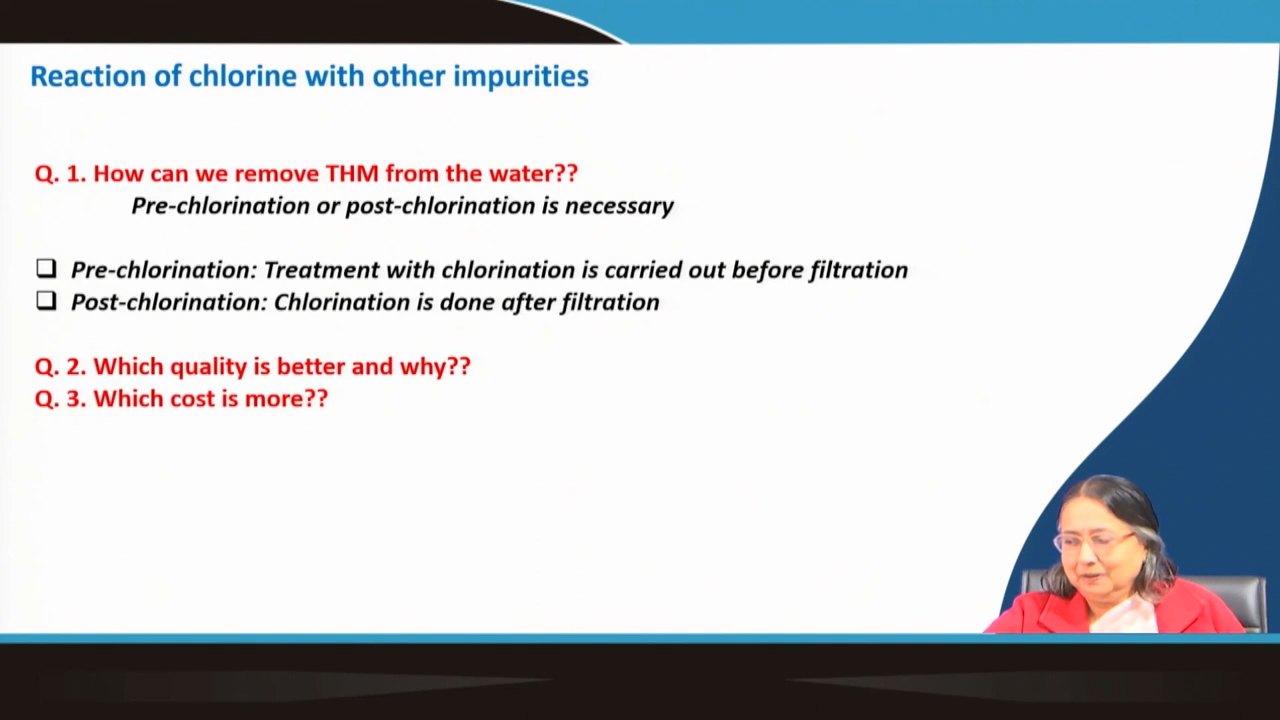 Reaction of chlorine with other impurities
Q. 1. How can we remove THM from the water??
Pre-chlorination or post-chlorination is necessary
❑ Pre-chlorination: Treatment with chlorination is carried out before filtration
❑ Post-chlorination: Chlorination is done after filtration
Q. 2. Which quality is better and why??
Q. 3. Which cost is more??